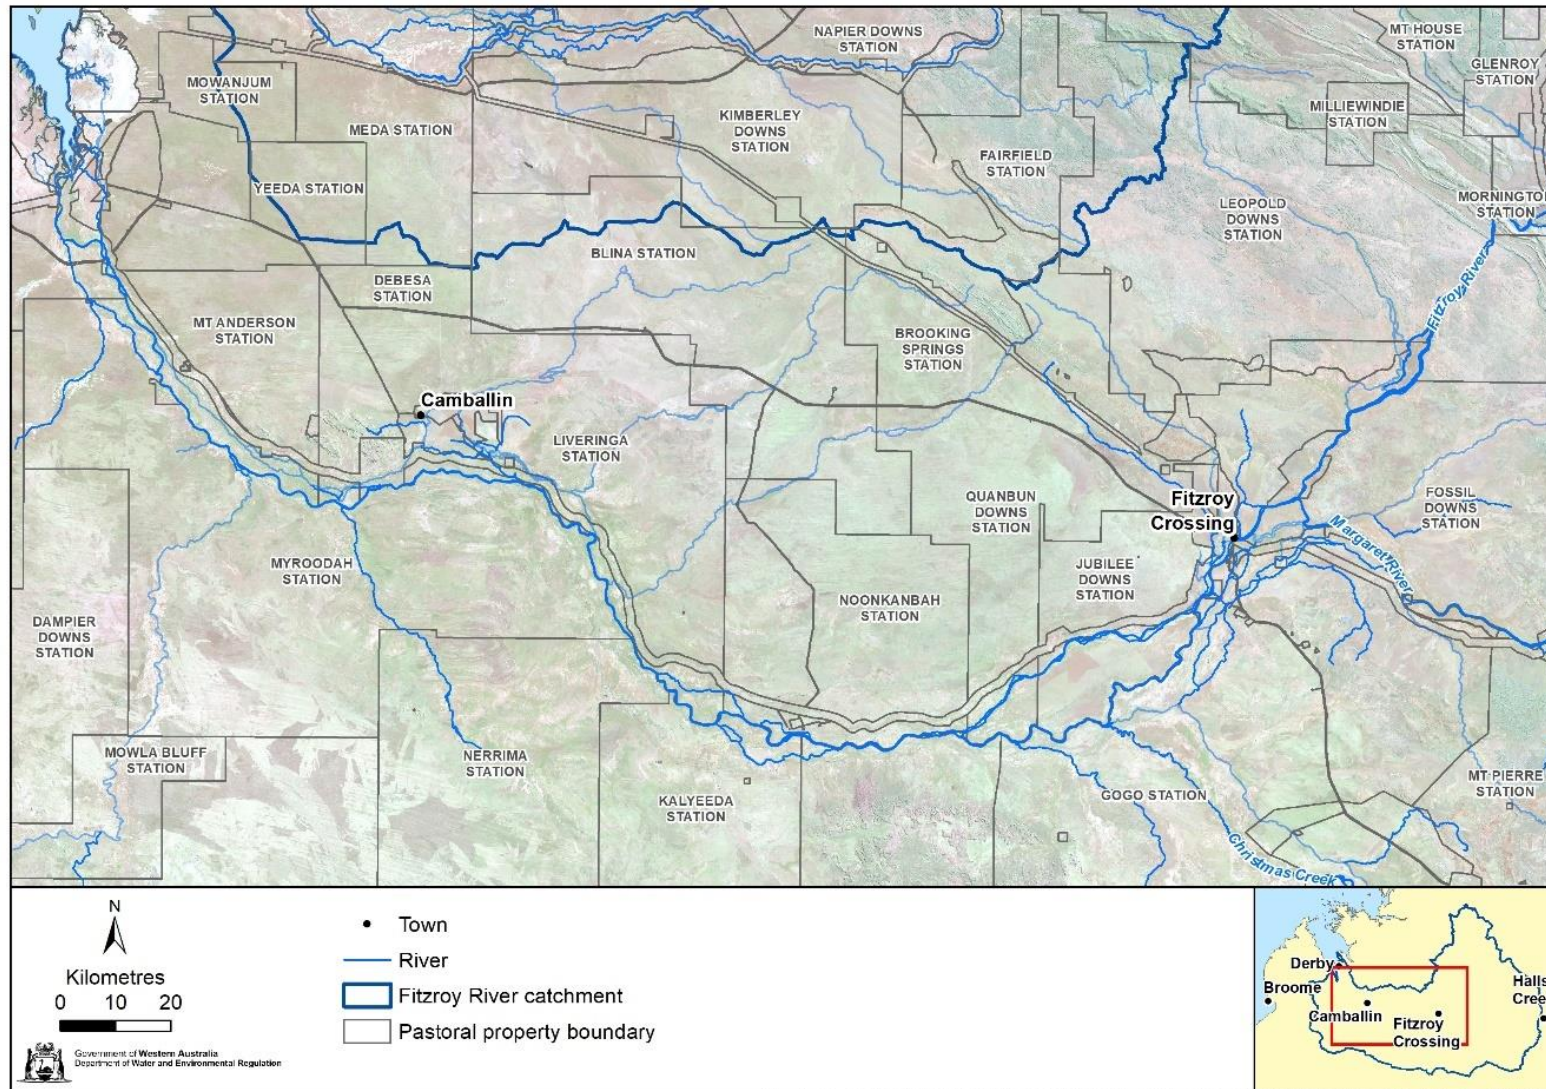 NAPIER DOWNS
STATION
MT HOUSE
STATION
GLENROY
STATION
MOWANJUM
STATION
MEDA STATION
KIMBERLEY
DOWNS
STATION
MILLIEWINDIE
STATION
FAIRFIELD
STATION
YEEDA STATION
LEOPOLD
DOWNS
STATION
MORNINGTON
STATION
BLINA STATION
DEBESA
STATION
Fitzroy River
MT ANDERSON
STATION
BROOKING
SPRINGS
STATION
Camballin
LIVERINGA
STATION
QUANBUN
DOWNS
STATION
Fitzroy
Crossing
FOSSIL
DOWNS
STATION
Margaret River
MYROODAH
STATION
JUBILEE
DOWNS
STATION
NOONKANBAH
STATION
DAMPIER
DOWNS
STATION
MOWLA BLUFF
STATION
NERRIMA
STATION
KALYEEDA
STATION
GOGO STATION
MT PIERRE
STATION
Christmas Creek
N
Kilometres
0 10 20
Town
River
Fitzroy River catchment
Pastoral property boundary
Government of Western Australia
Department of Water and Environmental Regulation
Derby
Broome
Camballin
Fitzroy
Crossing
Halls
Cree